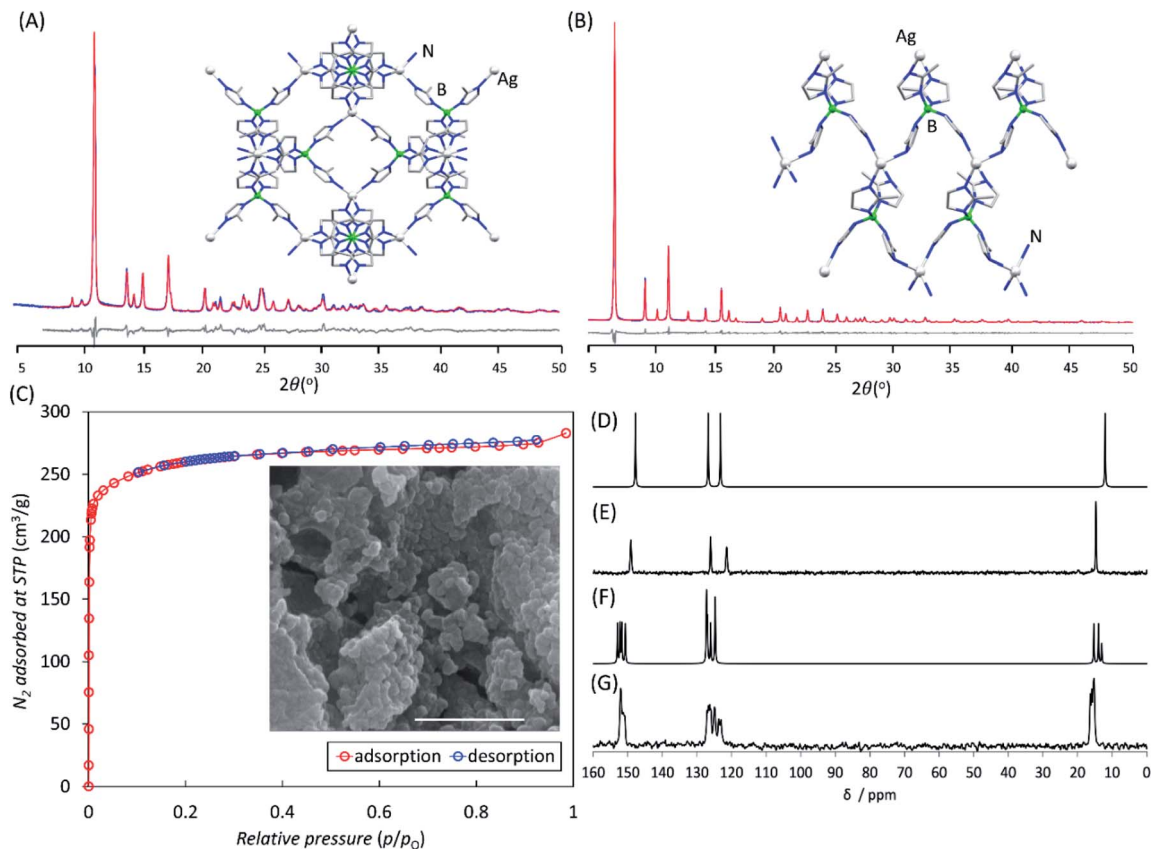 (A)
N
B
Ag
5 10 15 20 25 30 35 40 45 50
2θ(°)
(B)
Ag
B
N
5 10 15 20 25 30 35 40 45 50
2θ(°)
(C)
300
250
200
150
100
50
0
N₂ adsorbed at STP (cm³/g)
adsorption desorption
0 0.2 0.4 0.6 0.8 1
Relative pressure (p/p₀)
(D)
(E)
(F)
(G)
160 150 140 130 120 110 100 90 80 70 60 50 40 30 20 10 0
δ / ppm